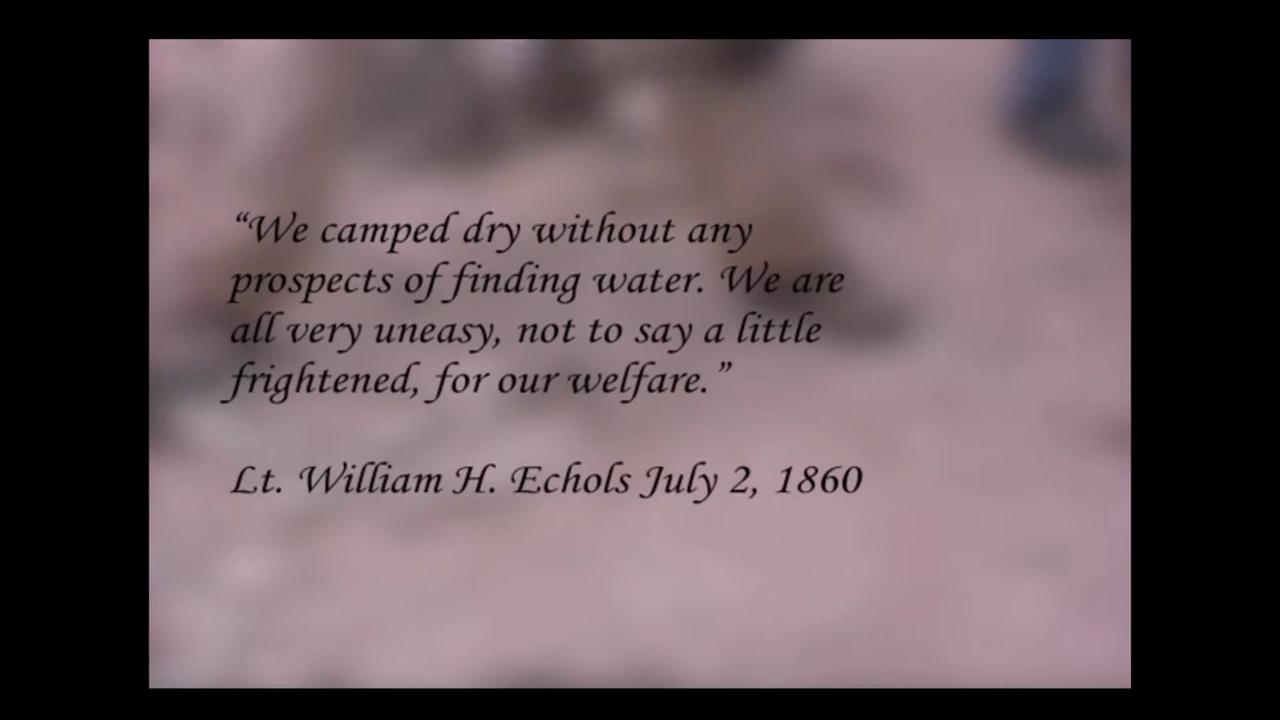 “We camped dry without any
prospects of finding water. We are
all very uneasy, not to say a little
frightened, for our welfare.”
Lt. William H. Echols July 2, 1860